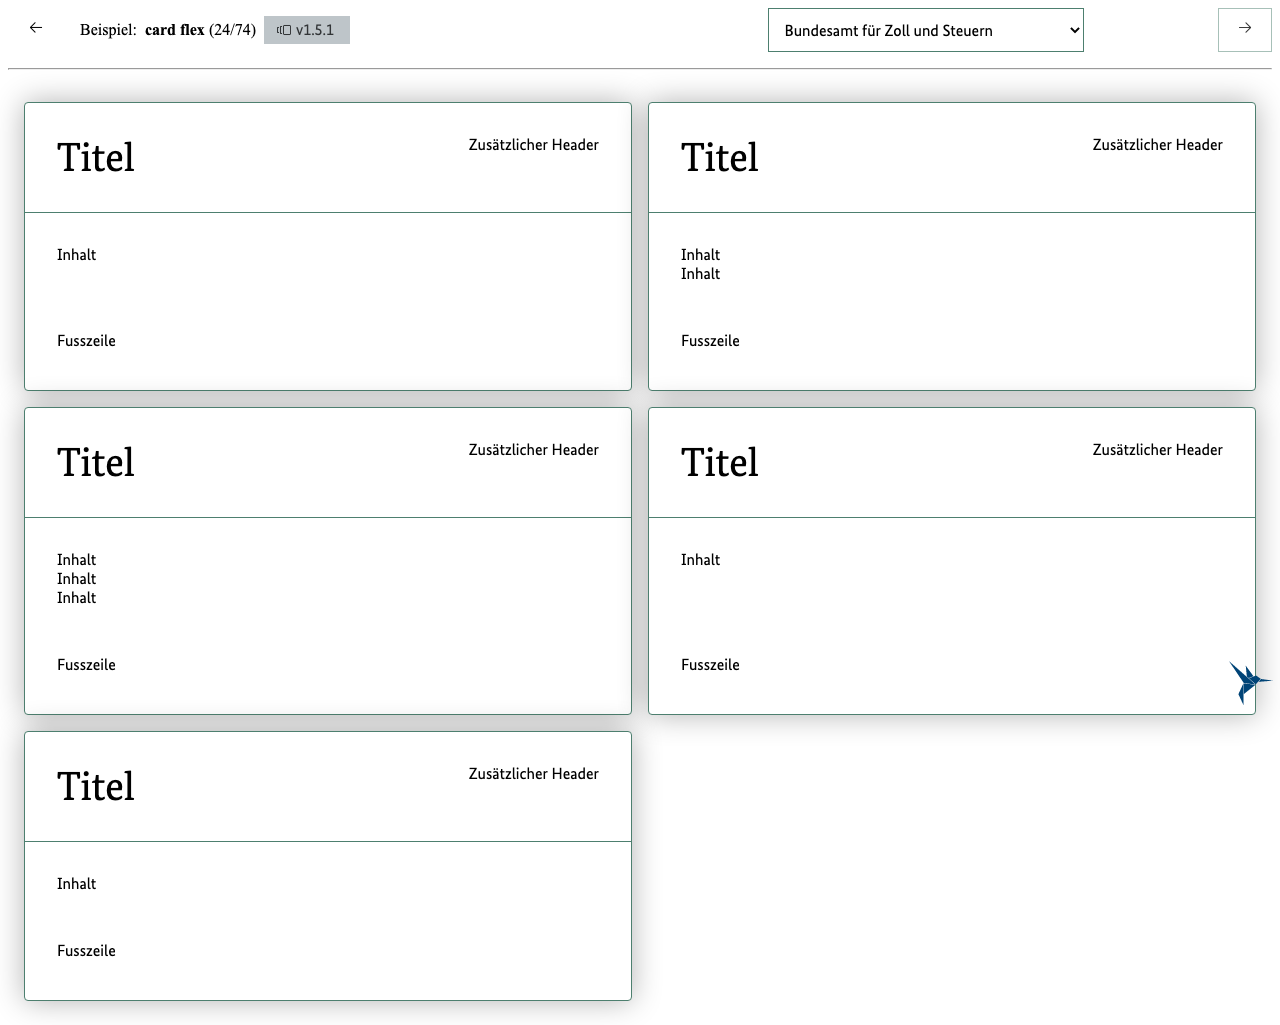 Beispiel: card flex (24/74) v1.5.1 Bundesamt für Zoll und Steuern
Titel Zusätzlicher Header
Inhalt
Fusszeile
Titel Zusätzlicher Header
Inhalt
Inhalt
Fusszeile
Titel Zusätzlicher Header
Inhalt
Inhalt
Inhalt
Fusszeile
Titel Zusätzlicher Header
Inhalt
Fusszeile
Titel Zusätzlicher Header
Inhalt
Fusszeile